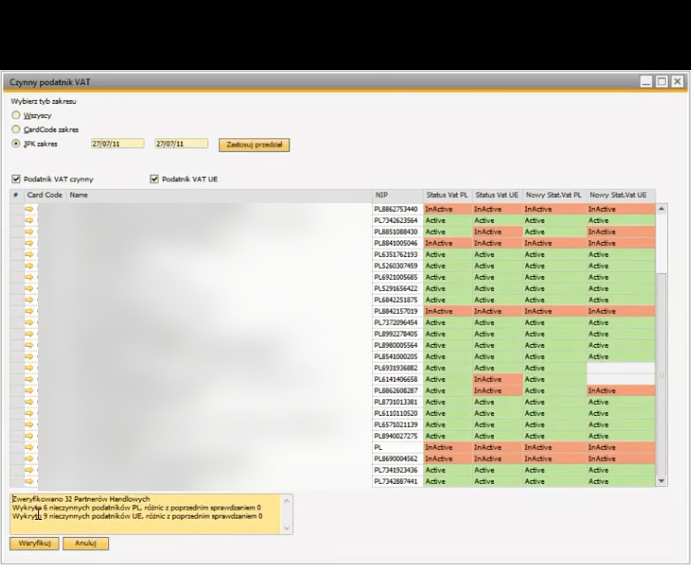 Czynny podatnik VAT
Wybierz tyb zakresu
Wszyscy
CardCode zakres
JPK zakres 27/07/11 27/07/11 Zastosuj przedział
Podatnik VAT czynny Podatnik VAT UE
# Card Code Name NIP Status Vat PL Status Vat UE Nowy Stat.Vat PL Nowy Stat.Vat UE
PL8862753440 InActive InActive InActive InActive
PL7342623564 Active Active Active Active
PL8851088430 Active InActive Active InActive
PL8841005046 InActive InActive InActive InActive
PL6351762193 Active Active Active Active
PL5260307459 Active Active Active Active
PL6921005685 Active Active Active Active
PL5291656422 Active Active Active Active
PL6842251875 Active Active Active Active
PL8842157019 InActive InActive InActive InActive
PL7372096454 Active Active Active Active
PL8992278405 Active Active Active Active
PL8980005564 Active Active Active Active
PL8541000205 Active Active Active Active
PL6931936882 Active Active Active
PL6141406658 Active InActive Active
PL8862608287 Active InActive Active InActive
PL8731013381 Active Active Active Active
PL6110110520 Active Active Active Active
PL6571021139 Active Active Active Active
PL8940027275 Active Active Active Active
PL InActive InActive InActive InActive
PL8690004562 InActive InActive InActive InActive
PL7341923436 Active Active Active Active
PL7342887441 Active Active Active Active
Zweryfikowano 32 Partnerów Handlowych
Wykryto 6 nieczynnych podatników PL, różnic z poprzednim sprawdzaniem 0
Wykryto 9 nieczynnych podatników UE, różnic z poprzednim sprawdzaniem 0
Weryfikuj Anuluj